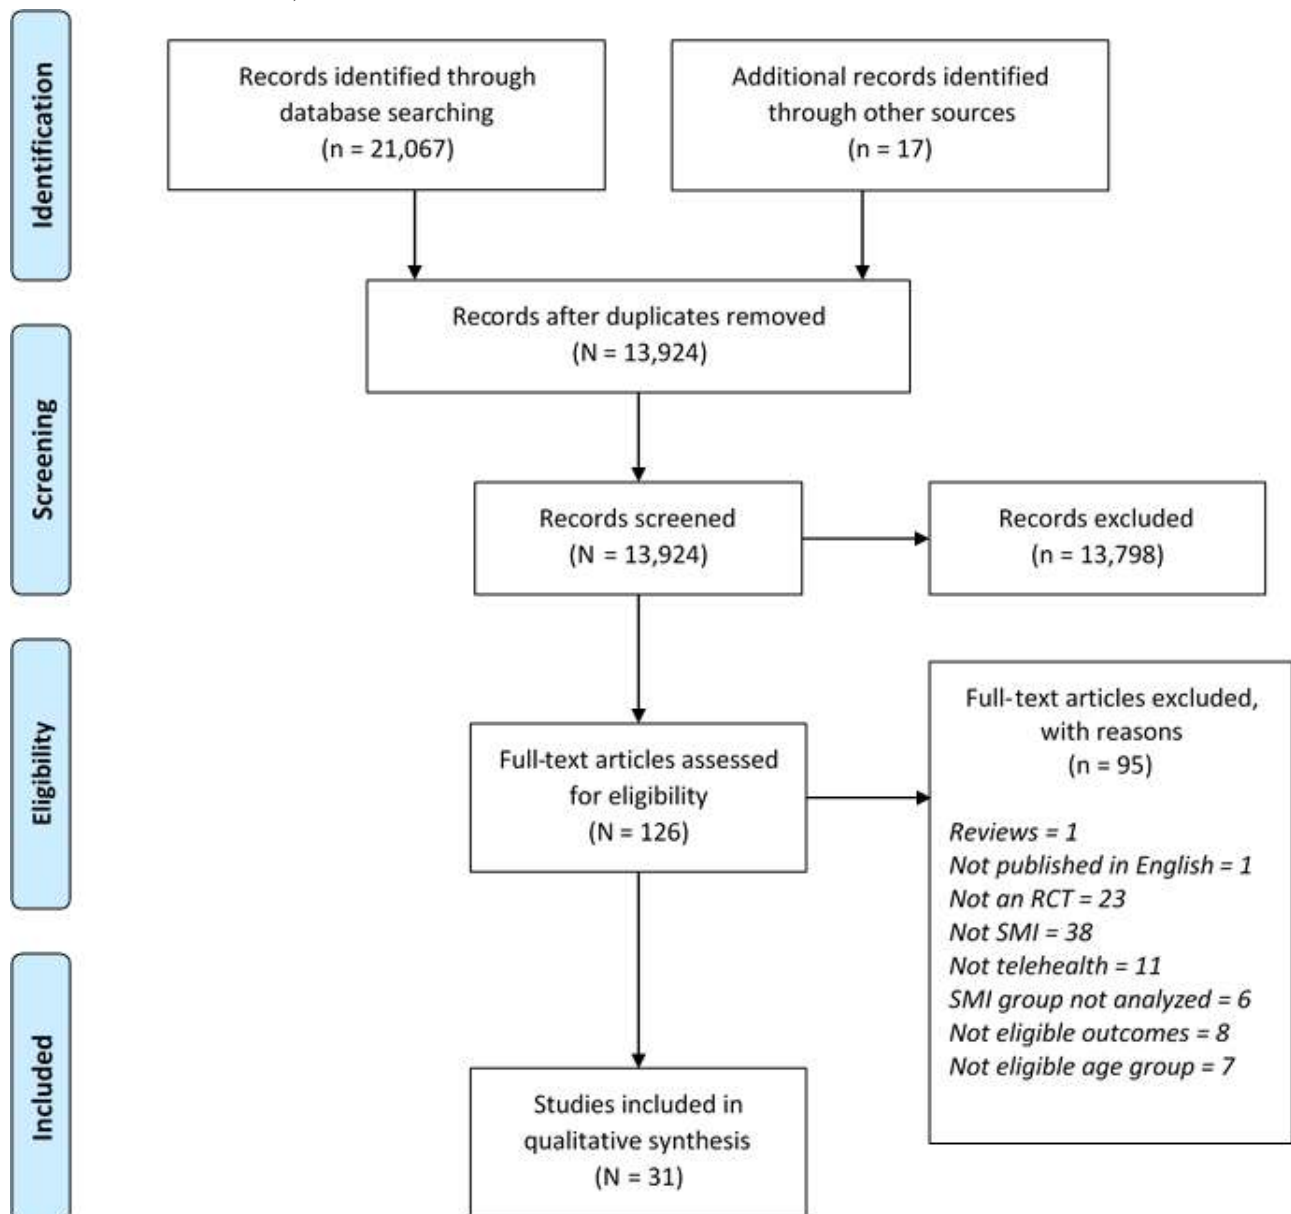 Identification
Records identified through
database searching
(n = 21,067)
Additional records identified
through other sources
(n = 17)
Records after duplicates removed
(N = 13,924)
Screening
Records screened
(N = 13,924)
Records excluded
(n = 13,798)
Eligibility
Full-text articles assessed
for eligibility
(N = 126)
Full-text articles excluded,
with reasons
(n = 95)
Reviews = 1
Not published in English = 1
Not an RCT = 23
Not SMI = 38
Not telehealth = 11
SMI group not analyzed = 6
Not eligible outcomes = 8
Not eligible age group = 7
Included
Studies included in
qualitative synthesis
(N = 31)